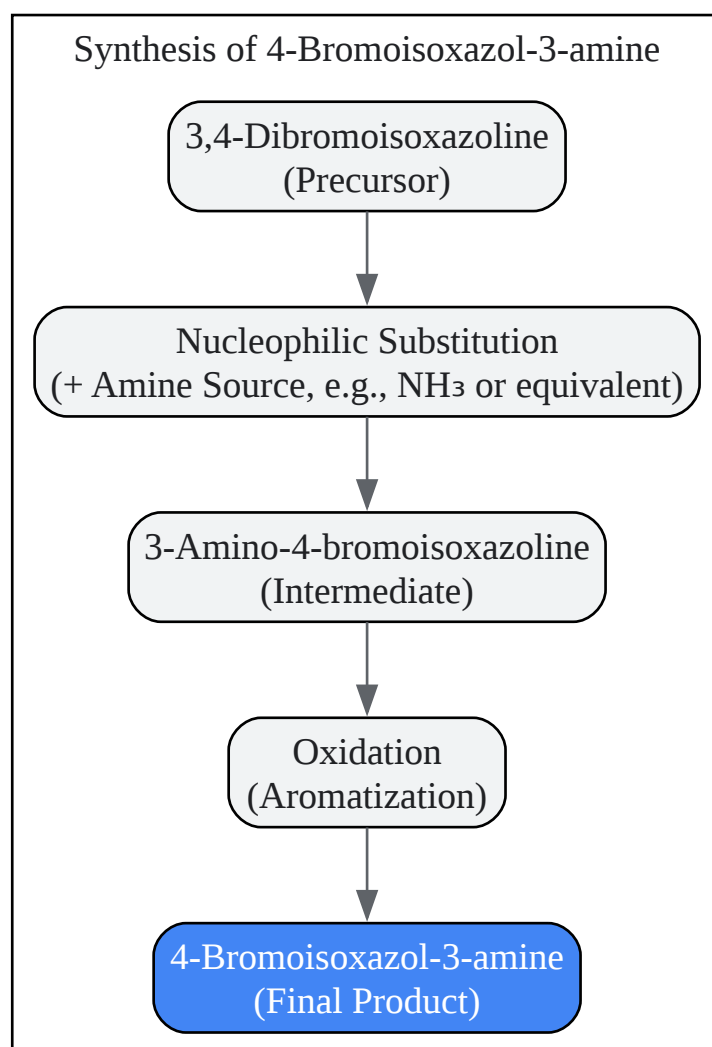 Synthesis of 4-Bromoisoxazol-3-amine
3,4-Dibromoisoxazoline
(Precursor)
Nucleophilic Substitution
(+ Amine Source, e.g., NH₃ or equivalent)
3-Amino-4-bromoisoxazoline
(Intermediate)
Oxidation
(Aromatization)
4-Bromoisoxazol-3-amine
(Final Product)